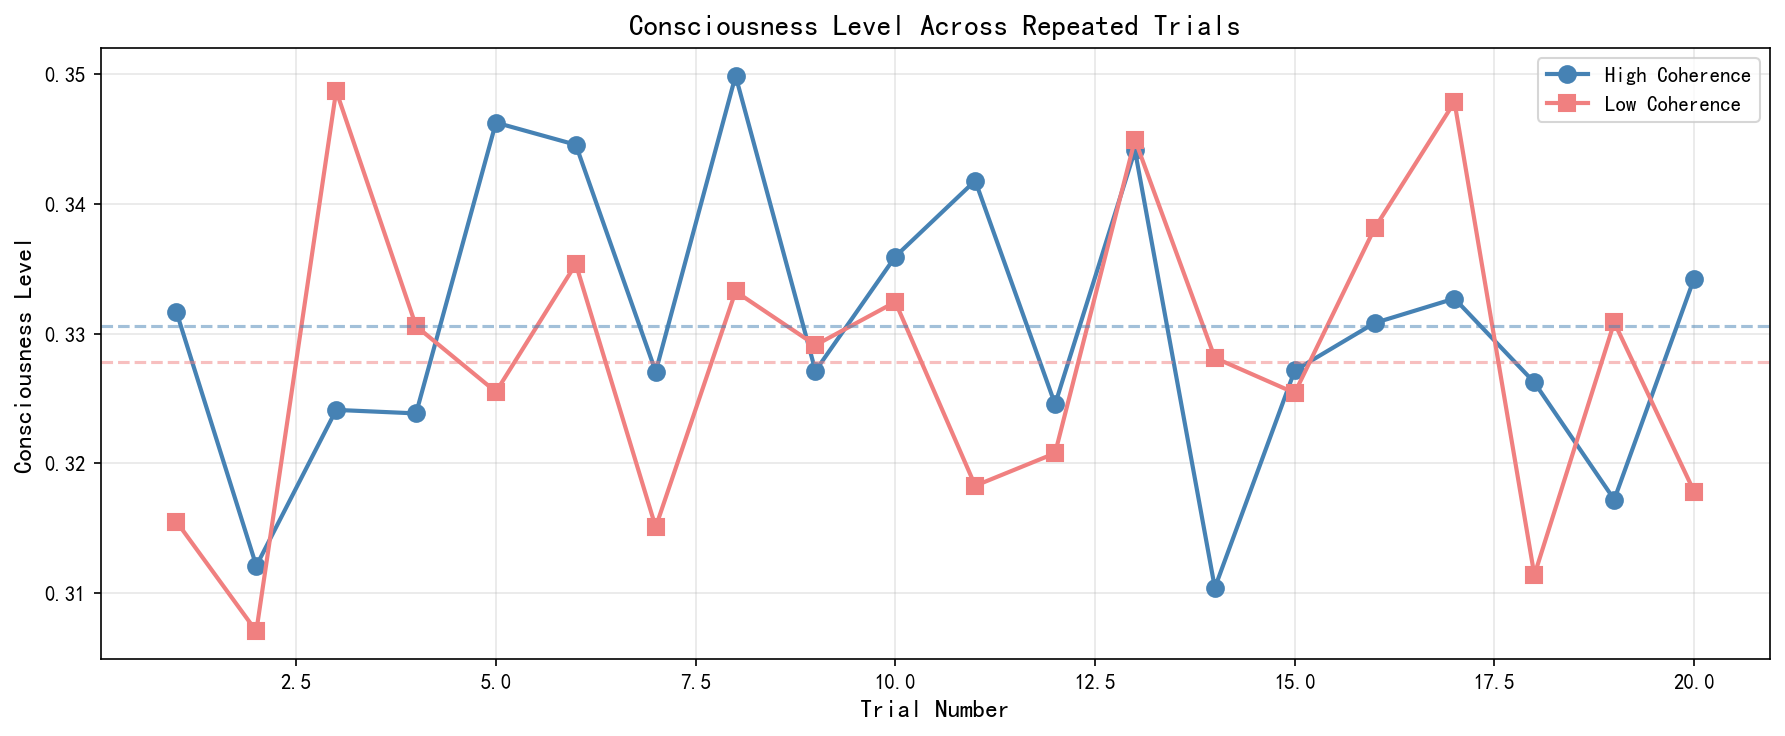 Consciousness Level Across Repeated Trials
High Coherence
Low Coherence
Consciousness Level
0.35
0.34
0.33
0.32
0.31
2.5
5.0
7.5
10.0
12.5
15.0
17.5
20.0
Trial Number